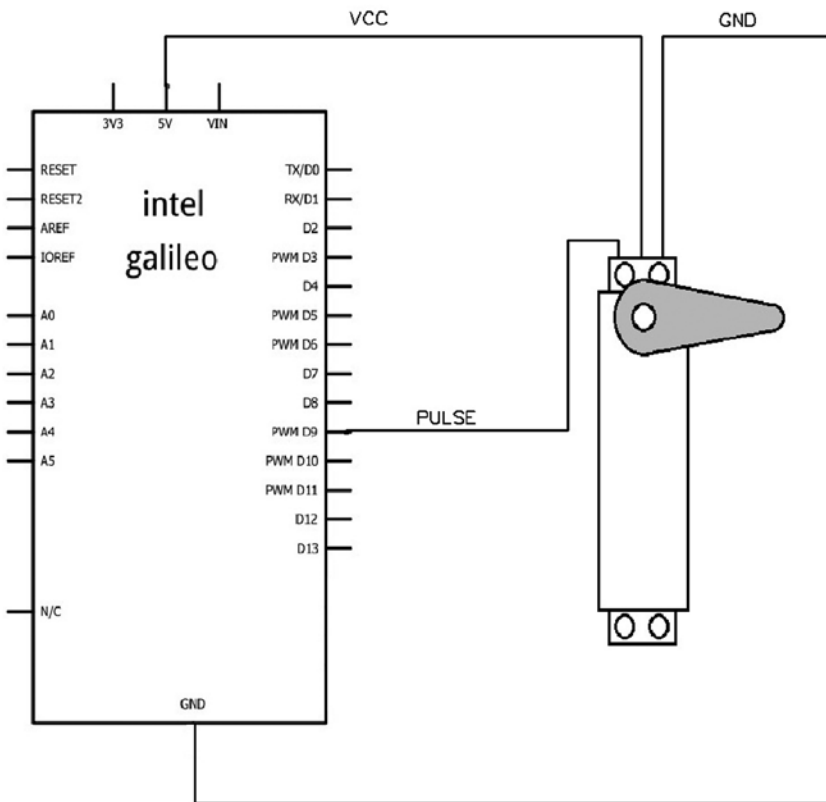 VCC
GND
3V3
5V
VIN
RESET
RESET2
AREF
IOREF
A0
A1
A2
A3
A4
A5
N/C
intel
galileo
TX/D0
RX/D1
D2
PWM D3
D4
PWM D5
PWM D6
D7
D8
PWM D9
PWM D10
PWM D11
D12
D13
PULSE
GND